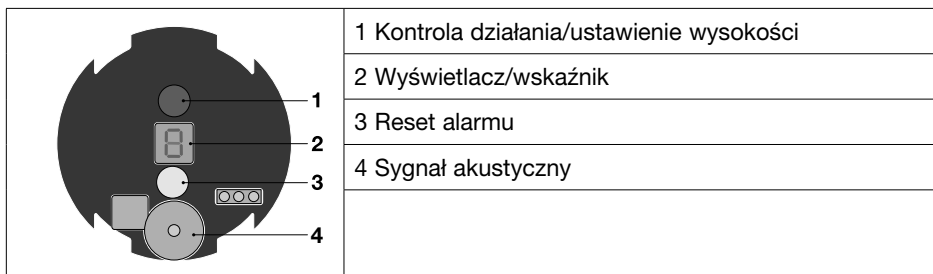 1
2
3
4
1 Kontrola działania/ustawienie wysokości
2 Wyświetlacz/wskaźnik
3 Reset alarmu
4 Sygnał akustyczny